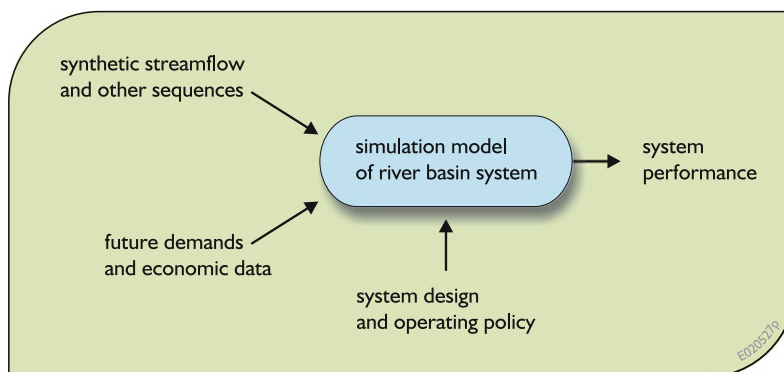 synthetic streamflow
and other sequences
simulation model
of river basin system
system
performance
future demands
and economic data
system design
and operating policy
E020527p